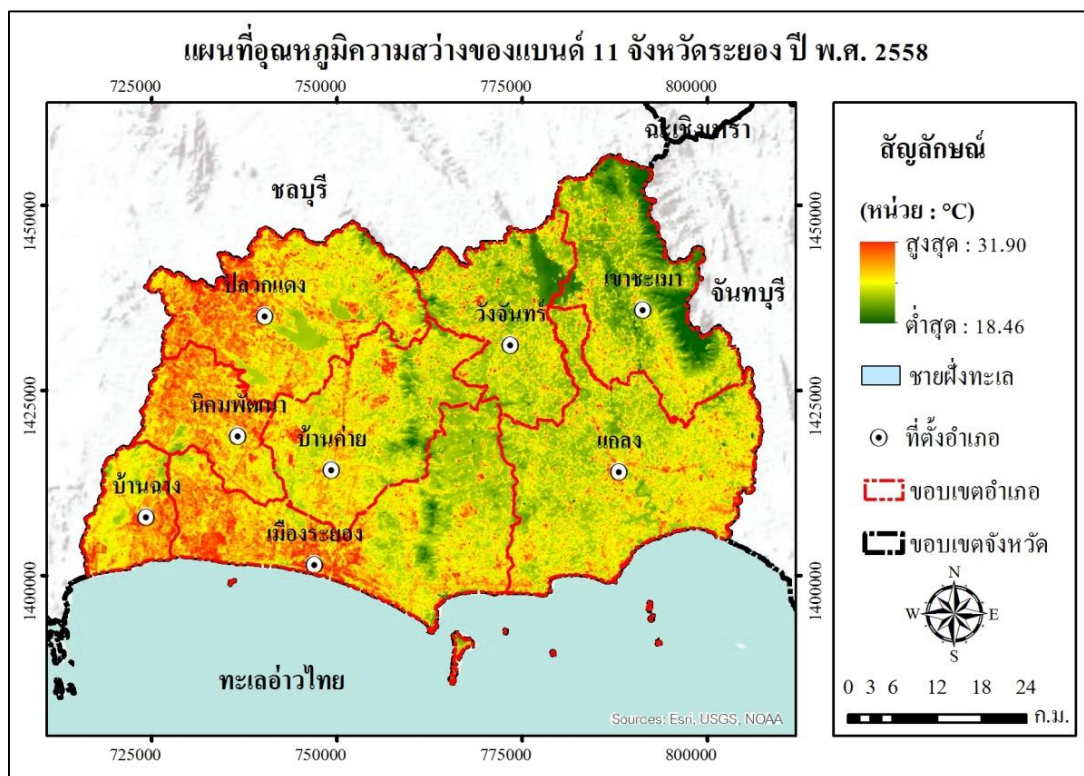 แผนที่อุณหภูมิความสว่างของแบนด์ 11 จังหวัดระยอง ปี พ.ศ. 2558
725000 750000 775000 800000
ฉะเชิงเทรา
ชลบุรี
1450000 1450000
ปลวกแดง
วังจันทร์
เขาชะเมา
จันทบุรี
นิคมพัฒนา
1425000 1425000
บ้านค่าย
แกลง
บ้านฉาง
เมืองระยอง
1400000 1400000
ทะเลอ่าวไทย
Sources: Esri, USGS, NOAA
725000 750000 775000 800000
สัญลักษณ์
(หน่วย : °C)
สูงสุด : 31.90
ต่ำสุด : 18.46
ชายฝั่งทะเล
ที่ตั้งอำเภอ
ขอบเขตอำเภอ
ขอบเขตจังหวัด
N
W E
S
0 3 6 12 18 24
ก.ม.